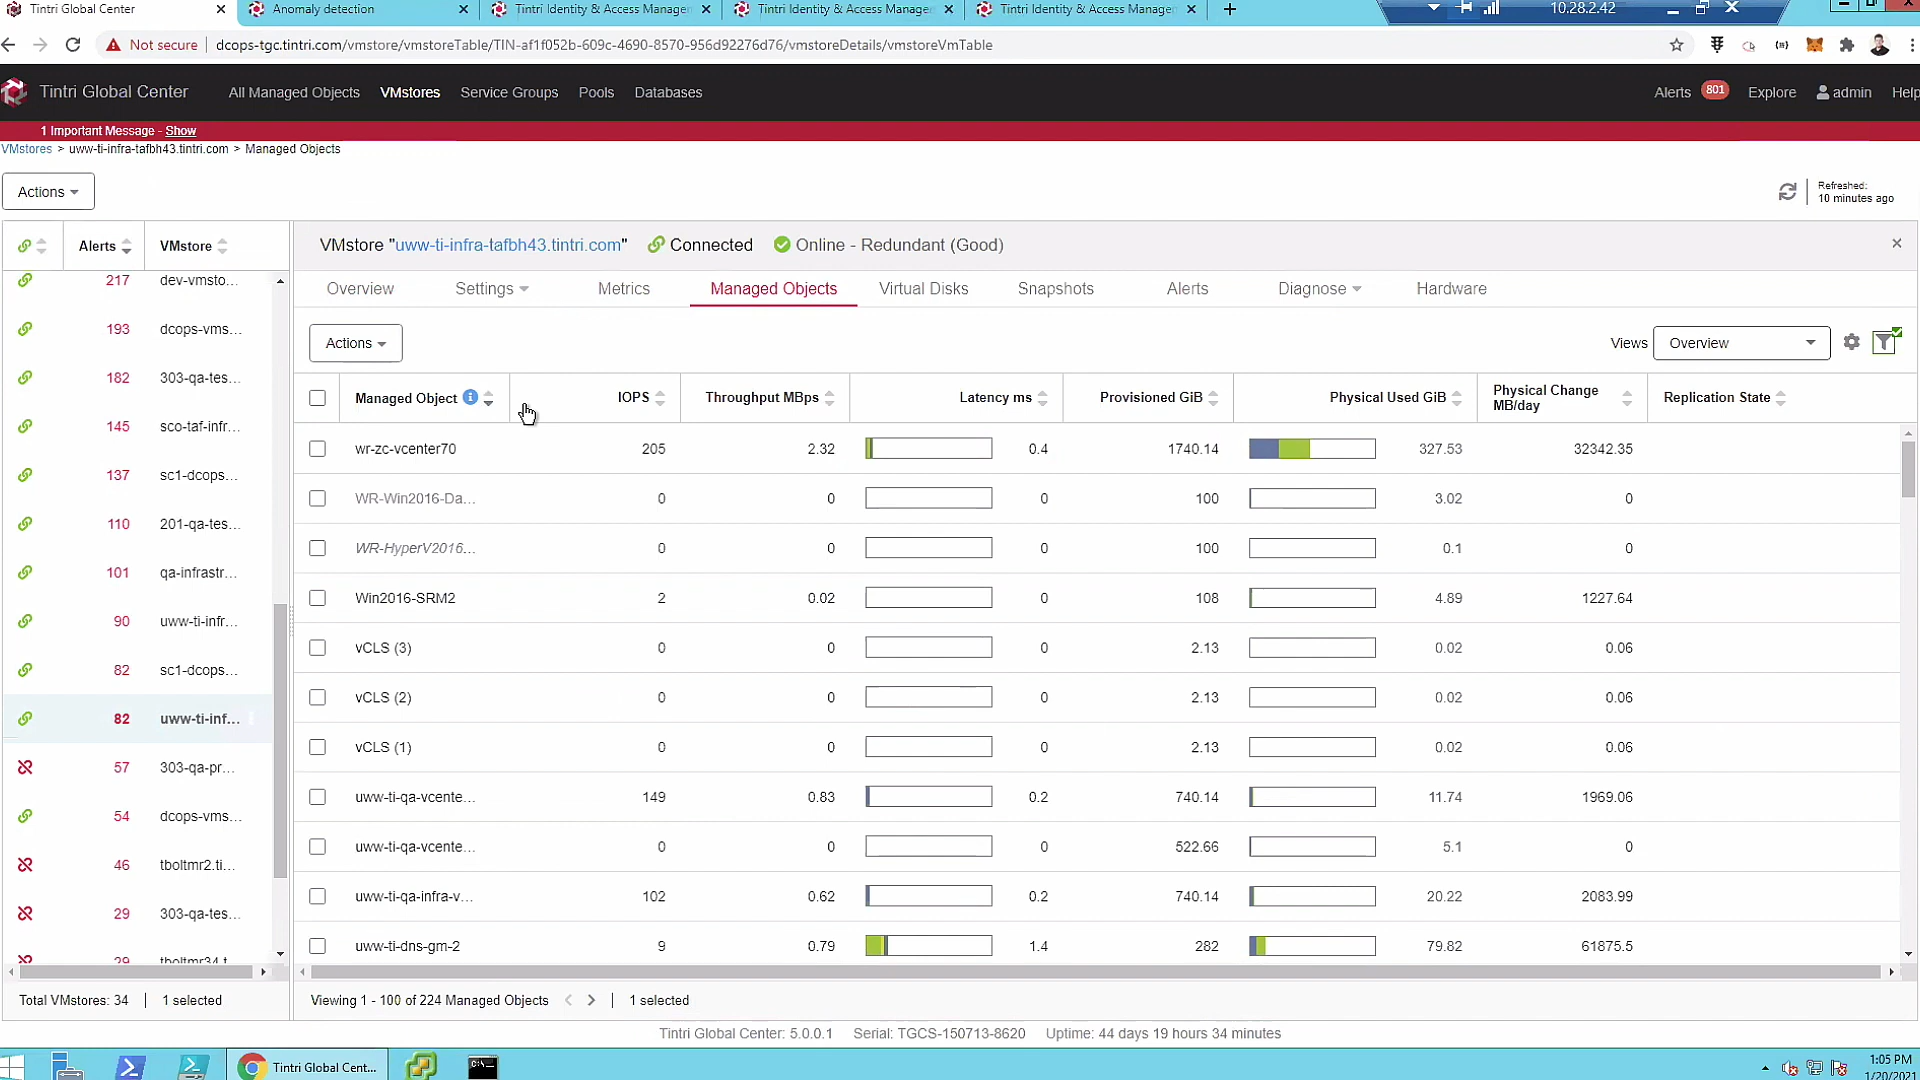 Tintri Global Center
Anomaly detection
Tintri Identity & Access Managem
Tintri Identity & Access Managem
Tintri Identity & Access Managem
10.28.2.42
Not secure
dcops-tgc.tintri.com/vmstore/vmstoreTable/TIN-af1f052b-609c-4690-8570-956d92276d76/vmstoreDetails/vmstoreVmTable
Tintri Global Center
All Managed Objects
VMstores
Service Groups
Pools
Databases
Alerts 801
Explore
admin
Help
1 Important Message - Show
VMstores > uww-ti-infra-tafbh43.tintri.com > Managed Objects
Actions
Refreshed:
10 minutes ago
Alerts VMstore
217 dev-vmsto...
193 dcops-vms...
182 303-qa-tes...
145 sco-taf-infr...
137 sc1-dcops...
110 201-qa-tes...
101 qa-infrastr...
90 uww-ti-infr...
82 sc1-dcops...
82 uww-ti-inf...
57 303-qa-pr...
54 dcops-vms...
46 tboltmr2.ti...
29 303-qa-tes...
29 tboltmr34.t
Total VMstores: 34 | 1 selected
VMstore "uww-ti-infra-tafbh43.tintri.com" Connected Online - Redundant (Good)
Overview Settings Metrics Managed Objects Virtual Disks Snapshots Alerts Diagnose Hardware
Actions
Views Overview
Managed Object IOPS Throughput MBps Latency ms Provisioned GiB Physical Used GiB Physical Change MB/day Replication State
wr-zc-vcenter70 205 2.32 0.4 1740.14 327.53 32342.35
WR-Win2016-Da... 0 0 0 100 3.02 0
WR-HyperV2016... 0 0 0 100 0.1 0
Win2016-SRM2 2 0.02 0 108 4.89 1227.64
vCLS (3) 0 0 0 2.13 0.02 0.06
vCLS (2) 0 0 0 2.13 0.02 0.06
vCLS (1) 0 0 0 2.13 0.02 0.06
uww-ti-qa-vcente... 149 0.83 0.2 740.14 11.74 1969.06
uww-ti-qa-vcente... 0 0 0 522.66 5.1 0
uww-ti-qa-infra-v... 102 0.62 0.2 740.14 20.22 2083.99
uww-ti-dns-gm-2 9 0.79 1.4 282 79.82 61875.5
Viewing 1 - 100 of 224 Managed Objects | 1 selected
Tintri Global Center: 5.0.0.1 Serial: TGCS-150713-8620 Uptime: 44 days 19 hours 34 minutes
Tintri Global Cent...
1:05 PM
1/20/2021